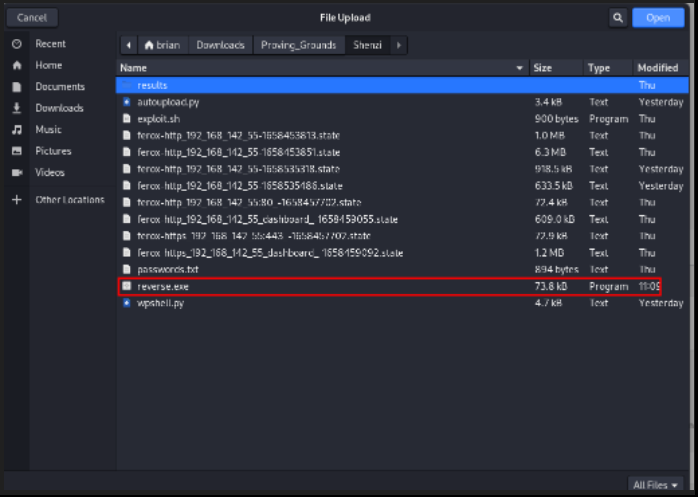 Cancel File Upload Open
Recent
Home
Documents
Downloads
Music
Pictures
Videos
Other Locations
brian Downloads Proving_Grounds Shenzi
Name Size Type Modified
results Thu
autoupload.py 3.4 kB Text Yesterday
exploit.sh 900 bytes Program Thu
ferox-http_192_168_142_55-1658453813.state 1.0 MB Text Thu
ferox-http_192_168_142_55-1658453851.state 6.3 MB Text Thu
ferox-http_192_168_142_55-1658535318.state 918.5 kB Text Yesterday
ferox-http_192_168_142_55-1658535486.state 633.5 kB Text Yesterday
ferox-http_192_168_142_55:80_-1658457702.state 72.4 kB Text Thu
ferox-http_192_168_142_55_dashboard_-1658459055.state 609.0 kB Text Thu
ferox-https_192_168_142_55:443_-1658457702.state 72.9 kB Text Thu
ferox-https_192_168_142_55_dashboard_-1658459092.state 1.2 MB Text Thu
passwords.txt 894 bytes Text Thu
reverse.exe 73.8 kB Program 11:09
wpshell.py 4.7 kB Text Yesterday
All Files